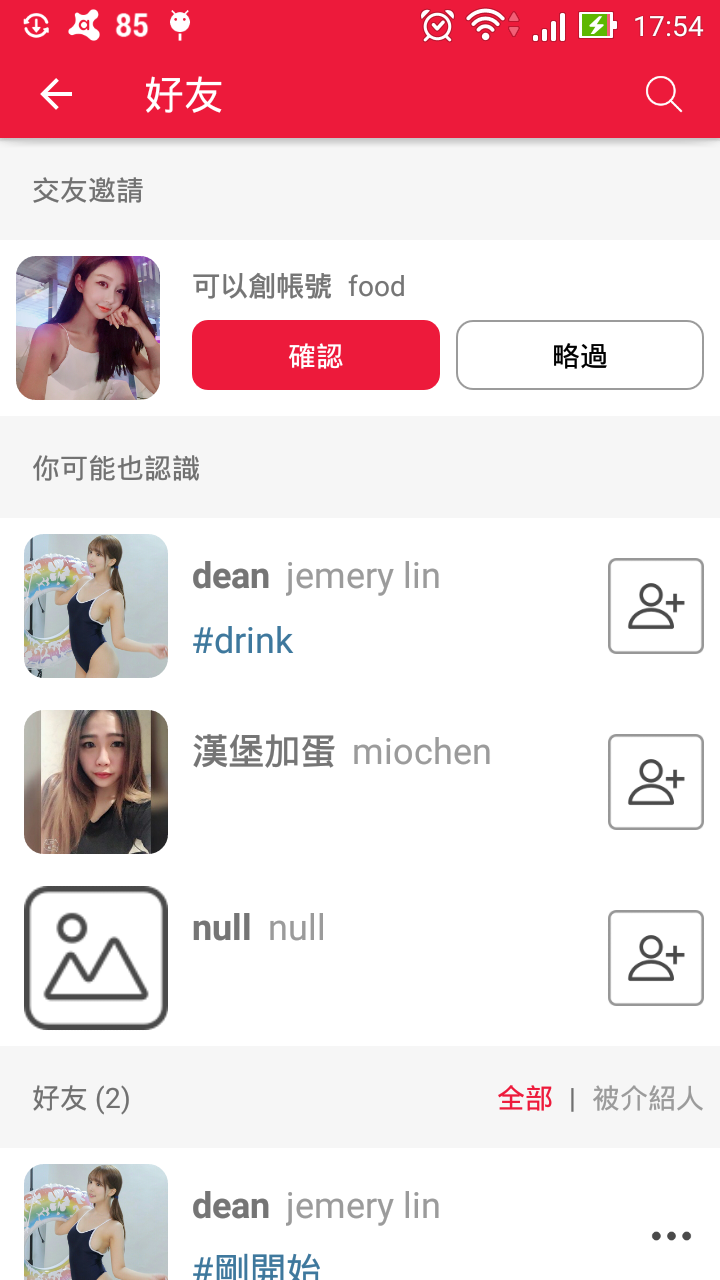 85 17:54
好友
交友邀請
可以創帳號 food
確認 略過
你可能也認識
dean jemery lin
#drink
漢堡加蛋 miochen
null null
好友 (2) 全部 | 被介紹人
dean jemery lin
#剛開始